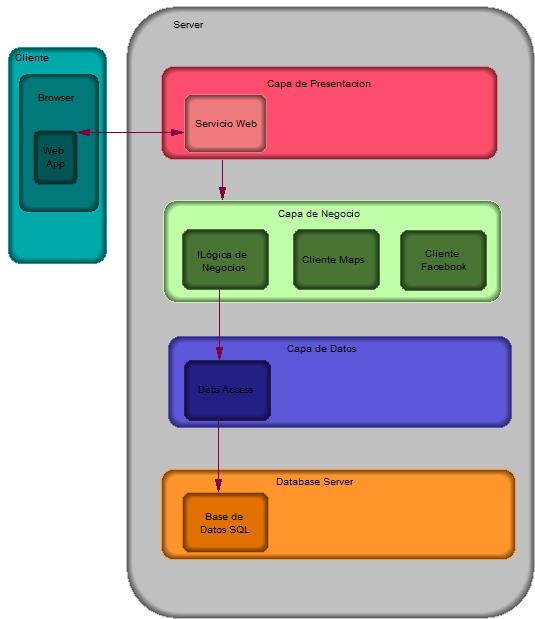 Server
Cliente
Capa de Presentacion
Browser
Servicio Web
Web
App
Capa de Negocio
lLógica de
Negocios
Cliente Maps
Cliente
Facebook
Capa de Datos
Data Access
Database Server
Base de
Datos SQL